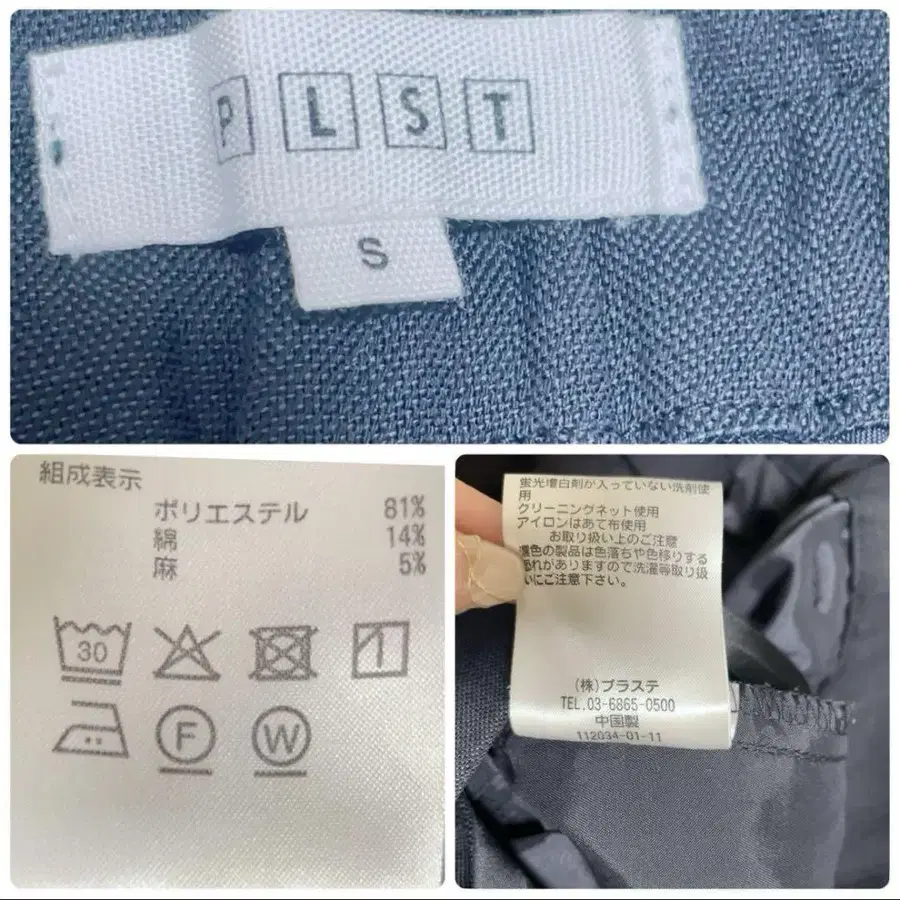 PLST
S
組成表示
ポリエステル 81%
綿 14%
麻 5%
30
F
W
蛍光増白剤が入っていない洗剤使
用
クリーニングネット使用
アイロンはあて布使用
お取り扱い上のご注意
濃色の製品は色落ちや色移りする
恐れがありますので洗濯等取り扱
いにご注意下さい。
(株)プラステ
TEL.03-6865-0500
中国製
112034-01-11